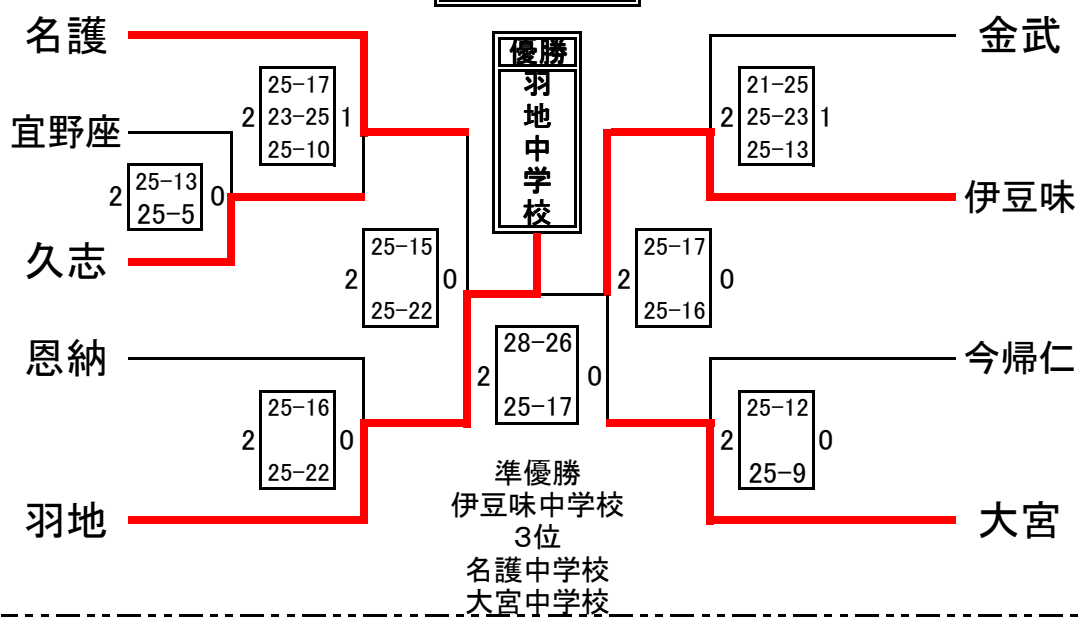 優勝
羽地中学校
名護
宜野座
久志
恩納
羽地
金武
伊豆味
今帰仁
大宮
2 25-17 23-25 25-10 1
2 25-13 25-5 0
2 25-15 25-22 0
2 25-16 25-22 0
2 28-26 25-17 0
2 21-25 25-23 25-13 1
2 25-17 25-16 0
2 25-12 25-9 0
準優勝
伊豆味中学校
３位
名護中学校
大宮中学校